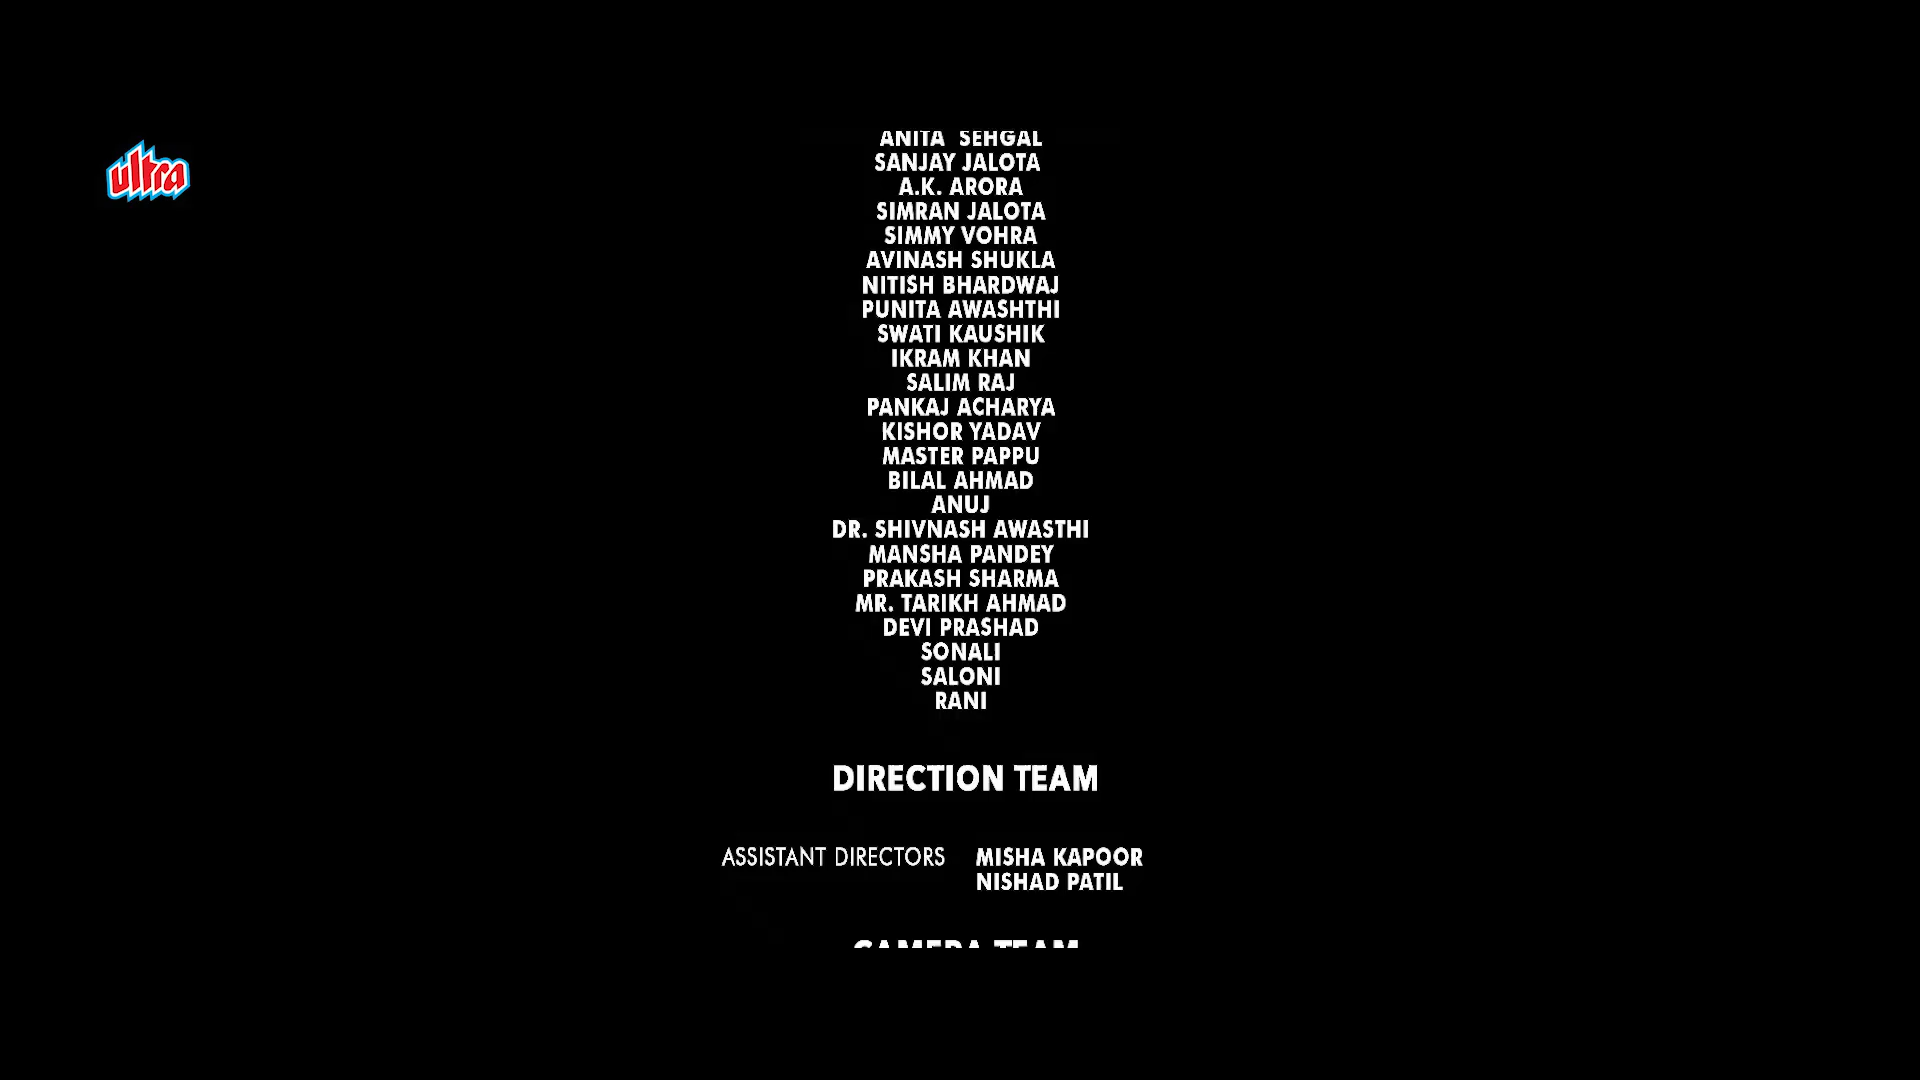 ultra
ANITA SEHGAL
SANJAY JALOTA
A.K. ARORA
SIMRAN JALOTA
SIMMY VOHRA
AVINASH SHUKLA
NITISH BHARDWAJ
PUNITA AWASHTHI
SWATI KAUSHIK
IKRAM KHAN
SALIM RAJ
PANKAJ ACHARYA
KISHOR YADAV
MASTER PAPPU
BILAL AHMAD
ANUJ
DR. SHIVNASH AWASTHI
MANSHA PANDEY
PRAKASH SHARMA
MR. TARIKH AHMAD
DEVI PRASHAD
SONALI
SALONI
RANI
DIRECTION TEAM
ASSISTANT DIRECTORS MISHA KAPOOR
NISHAD PATIL
CAMERA TEAM